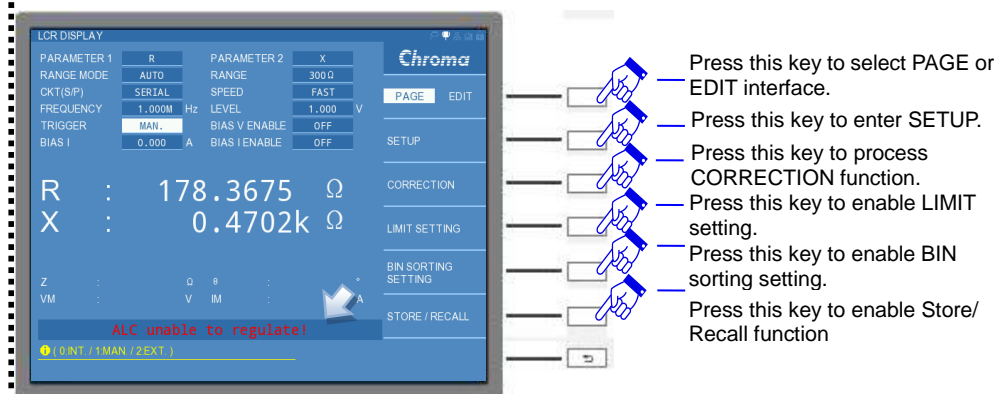 LCR DISPLAY
Chroma
PARAMETER 1 R PARAMETER 2 X
RANGE MODE AUTO RANGE 300 Ω
CKT(S/P) SERIAL SPEED FAST
FREQUENCY 1.000M Hz LEVEL 1.000 V
TRIGGER MAN. BIAS V ENABLE OFF
BIAS I 0.000 A BIAS I ENABLE OFF
R : 178.3675 Ω
X : 0.4702k Ω
Z : Ω θ : °
VM : V IM : A
ALC unable to regulate!
( 0:INT. / 1:MAN. / 2:EXT. )
PAGE EDIT
SETUP
CORRECTION
LIMIT SETTING
BIN SORTING
SETTING
STORE / RECALL
Press this key to select PAGE or
EDIT interface.
Press this key to enter SETUP.
Press this key to process
CORRECTION function.
Press this key to enable LIMIT
setting.
Press this key to enable BIN
sorting setting.
Press this key to enable Store/
Recall function